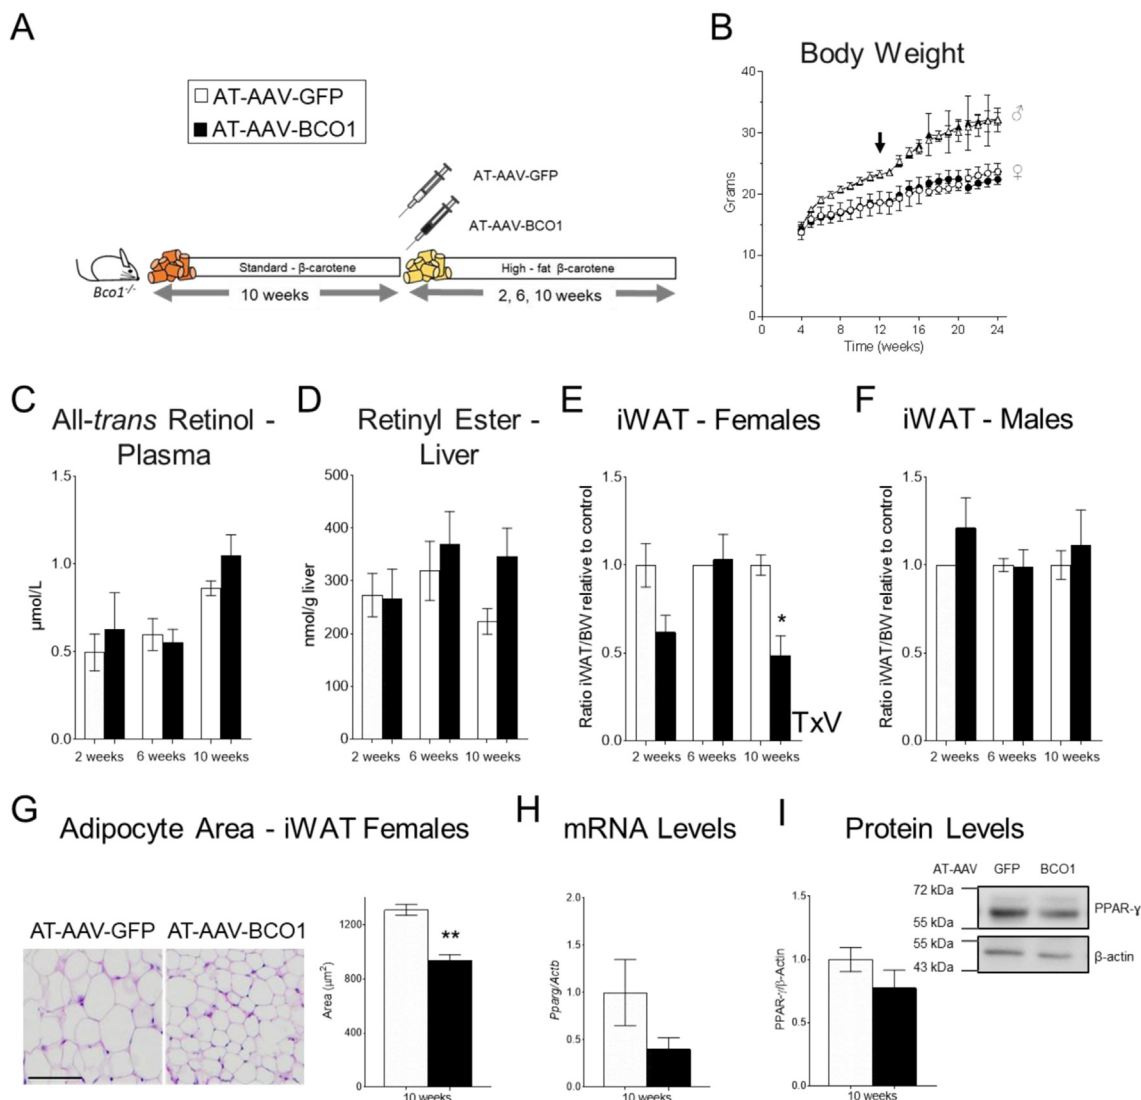 A
AT-AAV-GFP
AT-AAV-BCO1
AT-AAV-GFP
AT-AAV-BCO1
Bco1-/-
Standard - β-carotene
High - fat β-carotene
10 weeks
2, 6, 10 weeks
B
Body Weight
40
30
20
10
0
Grams
0
4
8
12
16
20
24
Time (weeks)
♂
♀
C
All-trans Retinol -
Plasma
1.5
1.0
0.5
0.0
µmol/L
2 weeks
6 weeks
10 weeks
D
Retinyl Ester -
Liver
500
400
300
200
100
0
nmol/g liver
2 weeks
6 weeks
10 weeks
E
iWAT - Females
1.5
1.0
0.5
0.0
Ratio iWAT/BW relative to control
*
TxV
2 weeks
6 weeks
10 weeks
F
iWAT - Males
1.5
1.0
0.5
0.0
Ratio iWAT/BW relative to control
2 weeks
6 weeks
10 weeks
G
Adipocyte Area - iWAT Females
AT-AAV-GFP
AT-AAV-BCO1
1200
800
400
0
Area (µm²)
**
10 weeks
H
mRNA Levels
2.0
1.5
1.0
0.5
0.0
Pparg/Actb
10 weeks
I
Protein Levels
1.5
1.0
0.5
0.0
PPAR-γ/β-Actin
10 weeks
AT-AAV
GFP
BCO1
72 kDa
55 kDa
PPAR-γ
55 kDa
43 kDa
β-actin